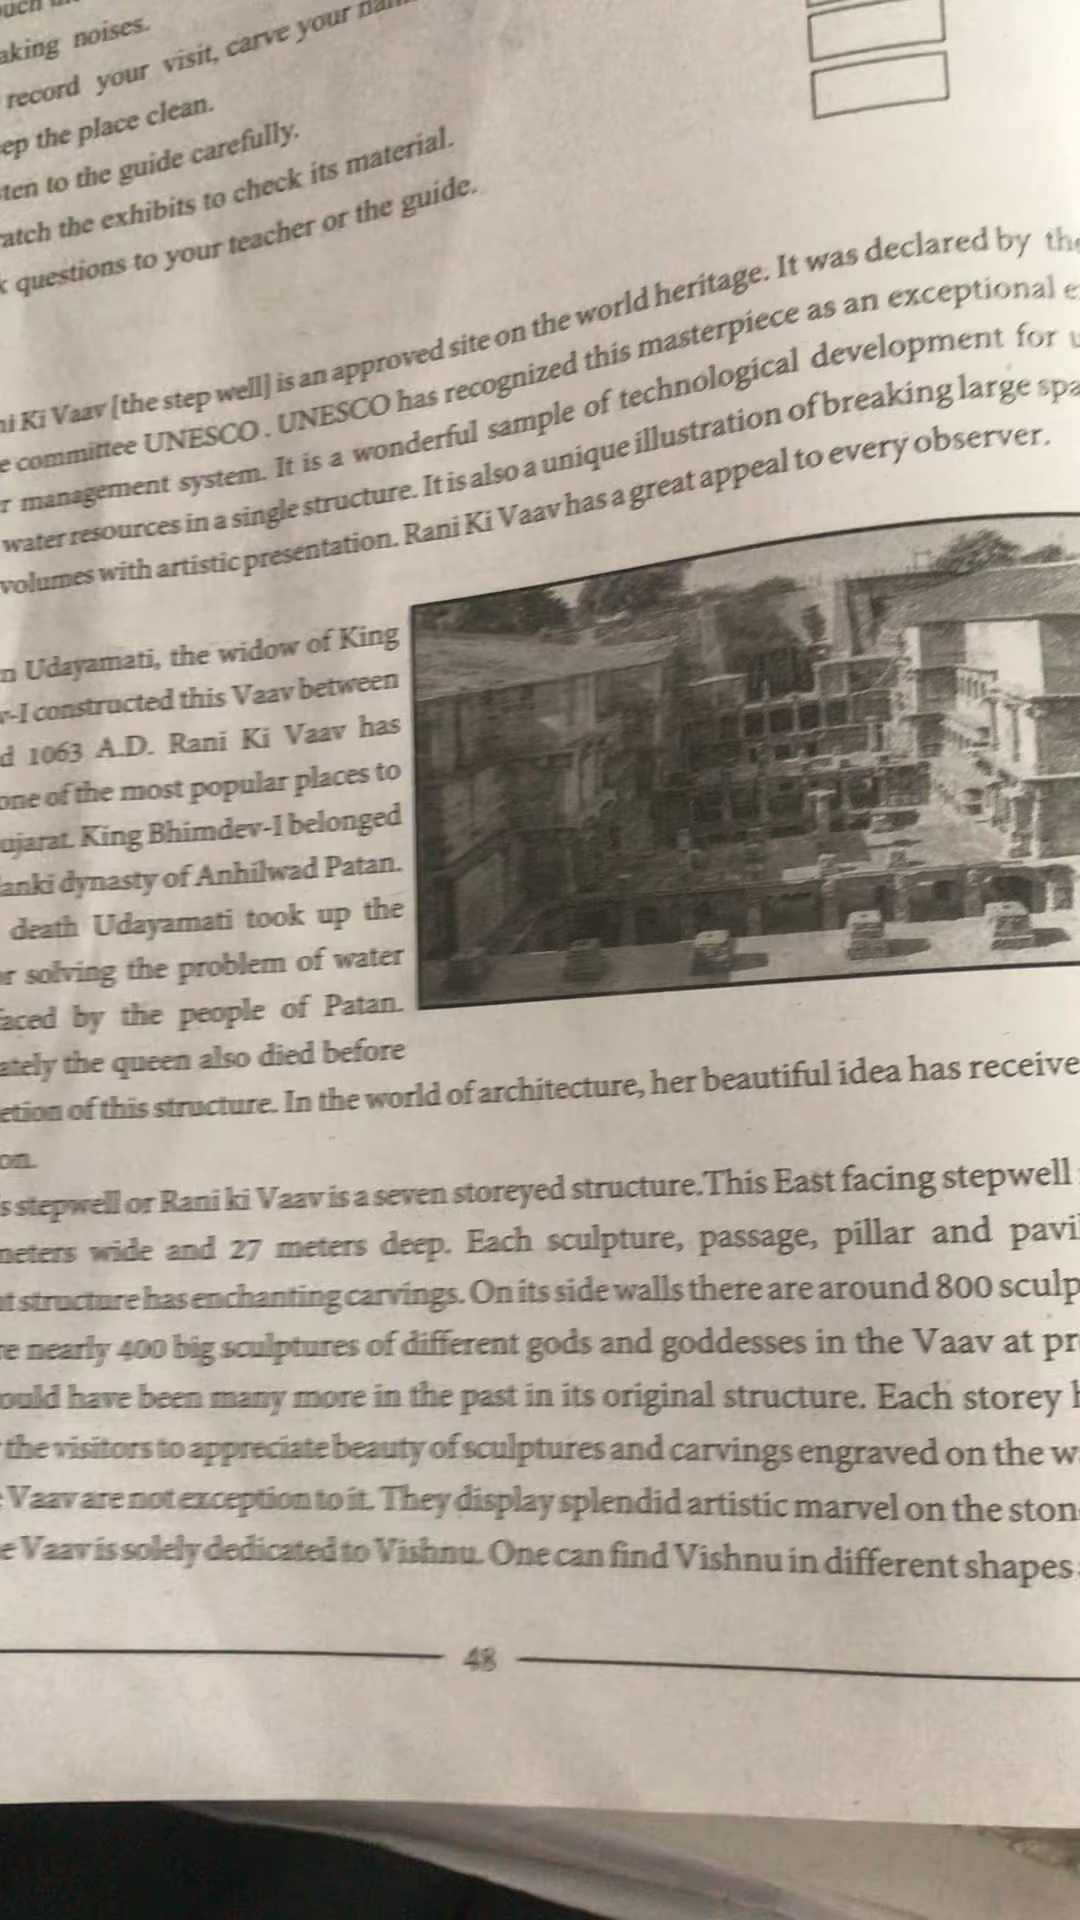 aking noises.
record your visit, carve your
ep the place clean.
ten to the guide carefully.
atch the exhibits to check its material.
questions to your teacher or the guide.
ni Ki Vaav [the step well] is an approved site on the world heritage. It was declared by the
e committee UNESCO. UNESCO has recognized this masterpiece as an exceptional e
r management system. It is a wonderful sample of technological development for u
water resources in a single structure. It is also a unique illustration of breaking large spa
volumes with artistic presentation. Rani Ki Vaav has a great appeal to every observer.
n Udayamati, the widow of King
v-I constructed this Vaav between
d 1063 A.D. Rani Ki Vaav has
one of the most popular places to
ujarat. King Bhimdev-I belonged
anki dynasty of Anhilwad Patan.
death Udayamati took up the
or solving the problem of water
faced by the people of Patan.
ately the queen also died before
etion of this structure. In the world of architecture, her beautiful idea has receive
on.
s stepwell or Rani ki Vaav is a seven storeyed structure. This East facing stepwell
meters wide and 27 meters deep. Each sculpture, passage, pillar and pavil
at structure has enchanting carvings. On its side walls there are around 800 sculp
re nearly 400 big sculptures of different gods and goddesses in the Vaav at pr
ould have been many more in the past in its original structure. Each storey h
the visitors to appreciate beauty of sculptures and carvings engraved on the w
e Vaav are not exception to it. They display splendid artistic marvel on the ston
e Vaav is solely dedicated to Vishnu. One can find Vishnu in different shapes
48